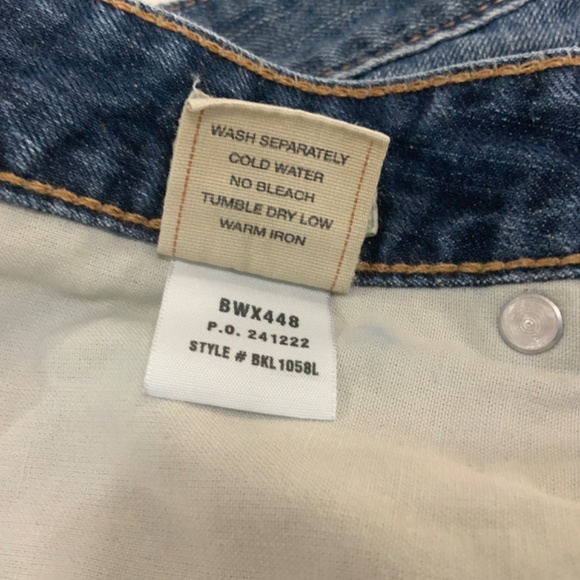 WASH SEPARATELY
COLD WATER
NO BLEACH
TUMBLE DRY LOW
WARM IRON
BWX448
P.O. 241222
STYLE # BKL1058L